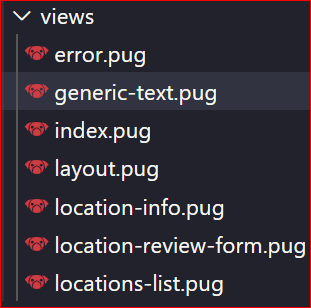 views
error.pug
generic-text.pug
index.pug
layout.pug
location-info.pug
location-review-form.pug
locations-list.pug